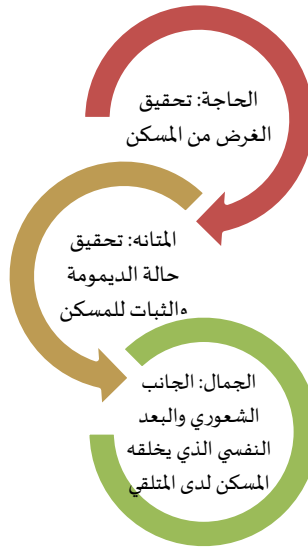 الحاجة: تحقيق
الغرض من المسكن
المتانه: تحقيق
حالة الديمومة
والثبات للمسكن
الجمال: الجانب
الشعوري والبعد
النفسي الذي يخلقه
المسكن لدى المتلقي